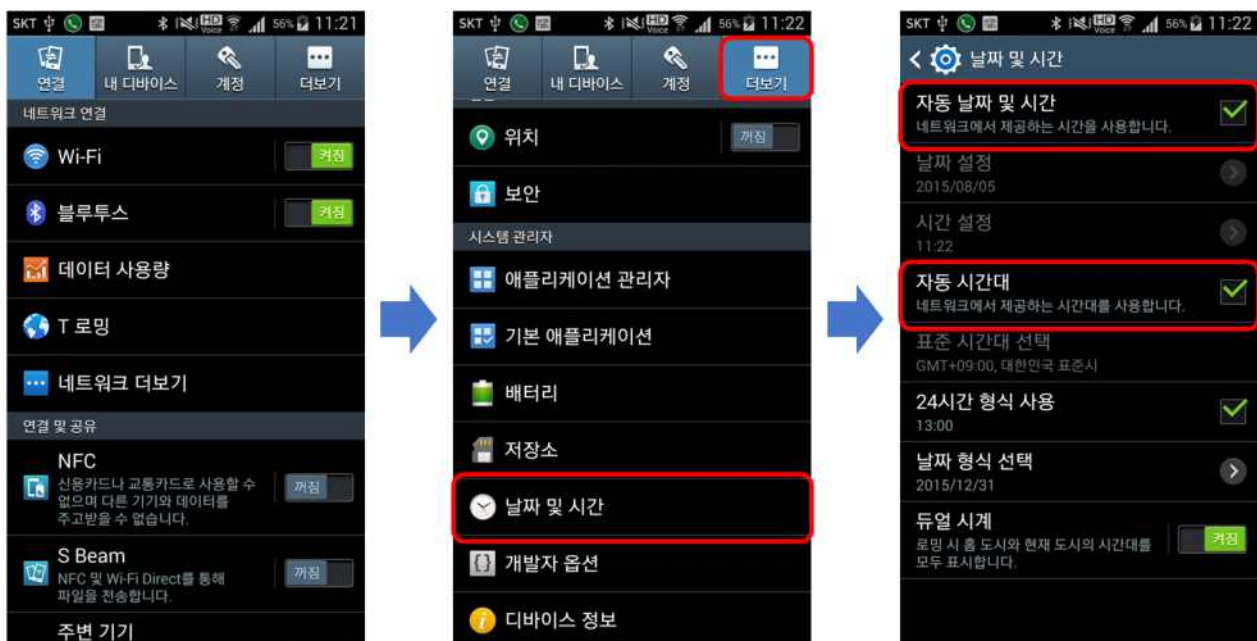 SKT 56% 11:21
연결 내 디바이스 계정 더보기
네트워크 연결
Wi-Fi 켜짐
블루투스 켜짐
데이터 사용량
T 로밍
네트워크 더보기
연결 및 공유
NFC
신용카드나 교통카드로 사용할 수
없으며 다른 기기와 데이터를
주고받을 수 없습니다.
꺼짐
S Beam
NFC 및 Wi-Fi Direct를 통해
파일을 전송합니다.
꺼짐
주변 기기
SKT HD Voice 56% 11:22
연결 내 디바이스 계정 더보기
위치 꺼짐
보안
시스템 관리자
애플리케이션 관리자
기본 애플리케이션
배터리
저장소
날짜 및 시간
개발자 옵션
디바이스 정보
SKT HD Voice 56% 11:22
날짜 및 시간
자동 날짜 및 시간
네트워크에서 제공하는 시간을 사용합니다.
날짜 설정
2015/08/05
시간 설정
11:22
자동 시간대
네트워크에서 제공하는 시간대를 사용합니다.
표준 시간대 선택
GMT+09:00, 대한민국 표준시
24시간 형식 사용
13:00
날짜 형식 선택
2015/12/31
듀얼 시계
로밍 시 홈 도시와 현재 도시의 시간대를
모두 표시합니다.
켜짐